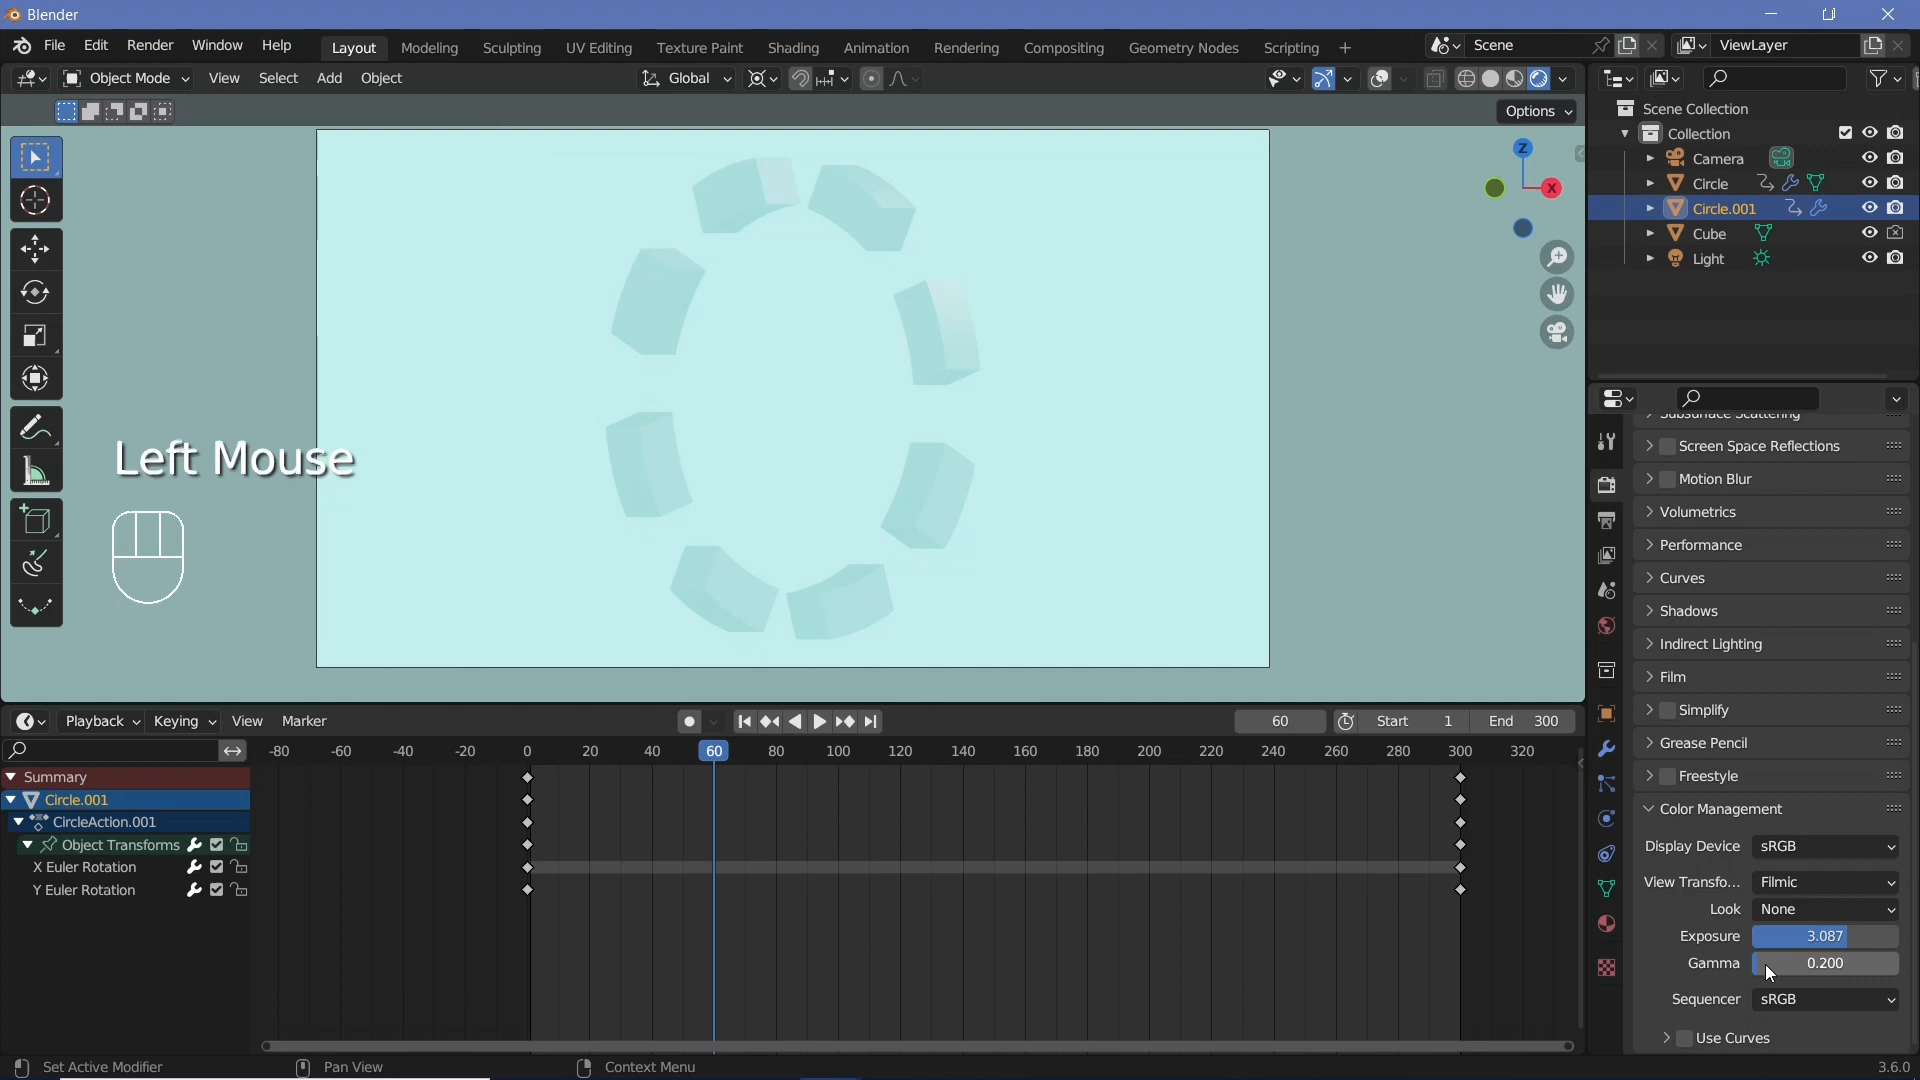 Blender
File Edit Render Window Help Layout Modeling Sculpting UV Editing Texture Paint Shading Animation Rendering Compositing Geometry Nodes Scripting + Scene ViewLayer
Object Mode View Select Add Object Global
Options
Scene Collection
Collection
Camera
Circle
Circle.001
Cube
Light
Z
X
Left Mouse
Subsurface Scattering
Screen Space Reflections
Motion Blur
Volumetrics
Performance
Curves
Shadows
Indirect Lighting
Film
Simplify
Grease Pencil
Freestyle
Color Management
Display Device sRGB
View Transfo... Filmic
Look None
Exposure 3.087
Gamma 0.200
Sequencer sRGB
Use Curves
Playback Keying View Marker 60 Start 1 End 300
-80 -60 -40 -20 0 20 40 60 80 100 120 140 160 180 200 220 240 260 280 300 320
Summary
Circle.001
CircleAction.001
Object Transforms
X Euler Rotation
Y Euler Rotation
Set Active Modifier Pan View Context Menu 3.6.0